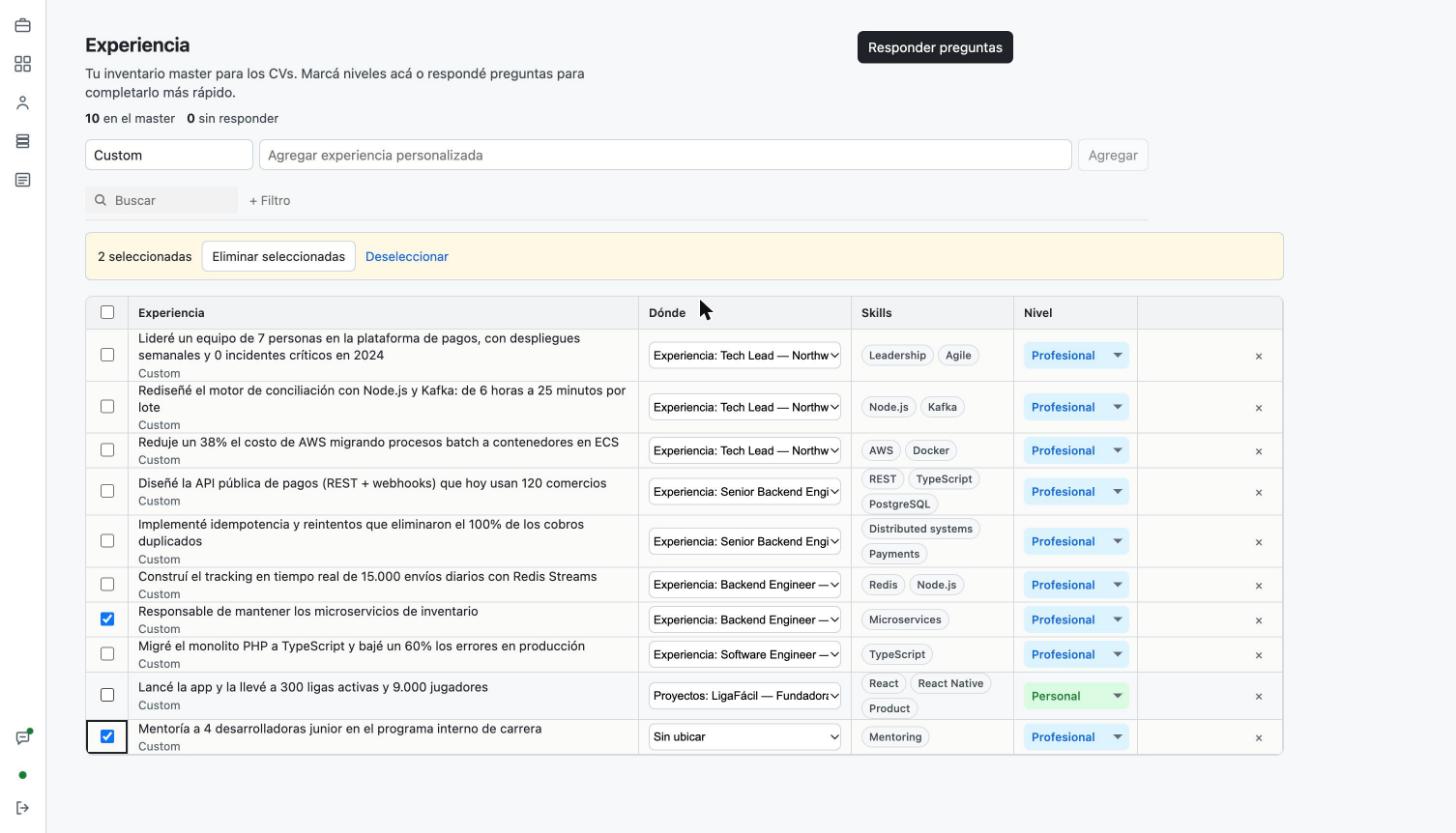 Experiencia
Responder preguntas
Tu inventario master para los CVs. Marcá niveles acá o respondé preguntas para
completarlo más rápido.
10 en el master 0 sin responder
Custom
Agregar experiencia personalizada
Agregar
Buscar
+ Filtro
2 seleccionadas
Eliminar seleccionadas
Deseleccionar
Experiencia
Dónde
Skills
Nivel
Lideré un equipo de 7 personas en la plataforma de pagos, con despliegues
semanales y 0 incidentes críticos en 2024
Custom
Experiencia: Tech Lead — Northw
Leadership
Agile
Profesional
×
Rediseñé el motor de conciliación con Node.js y Kafka: de 6 horas a 25 minutos por
lote
Custom
Experiencia: Tech Lead — Northw
Node.js
Kafka
Profesional
×
Reduje un 38% el costo de AWS migrando procesos batch a contenedores en ECS
Custom
Experiencia: Tech Lead — Northw
AWS
Docker
Profesional
×
Diseñé la API pública de pagos (REST + webhooks) que hoy usan 120 comercios
Custom
Experiencia: Senior Backend Engi
REST
TypeScript
PostgreSQL
Profesional
×
Implementé idempotencia y reintentos que eliminaron el 100% de los cobros
duplicados
Custom
Experiencia: Senior Backend Engi
Distributed systems
Payments
Profesional
×
Construí el tracking en tiempo real de 15.000 envíos diarios con Redis Streams
Custom
Experiencia: Backend Engineer —
Redis
Node.js
Profesional
×
Responsable de mantener los microservicios de inventario
Custom
Experiencia: Backend Engineer —
Microservices
Profesional
×
Migré el monolito PHP a TypeScript y bajé un 60% los errores en producción
Custom
Experiencia: Software Engineer —
TypeScript
Profesional
×
Lancé la app y la llevé a 300 ligas activas y 9.000 jugadores
Custom
Proyectos: LigaFácil — Fundadora
React
React Native
Product
Personal
×
Mentoría a 4 desarrolladoras junior en el programa interno de carrera
Custom
Sin ubicar
Mentoring
Profesional
×